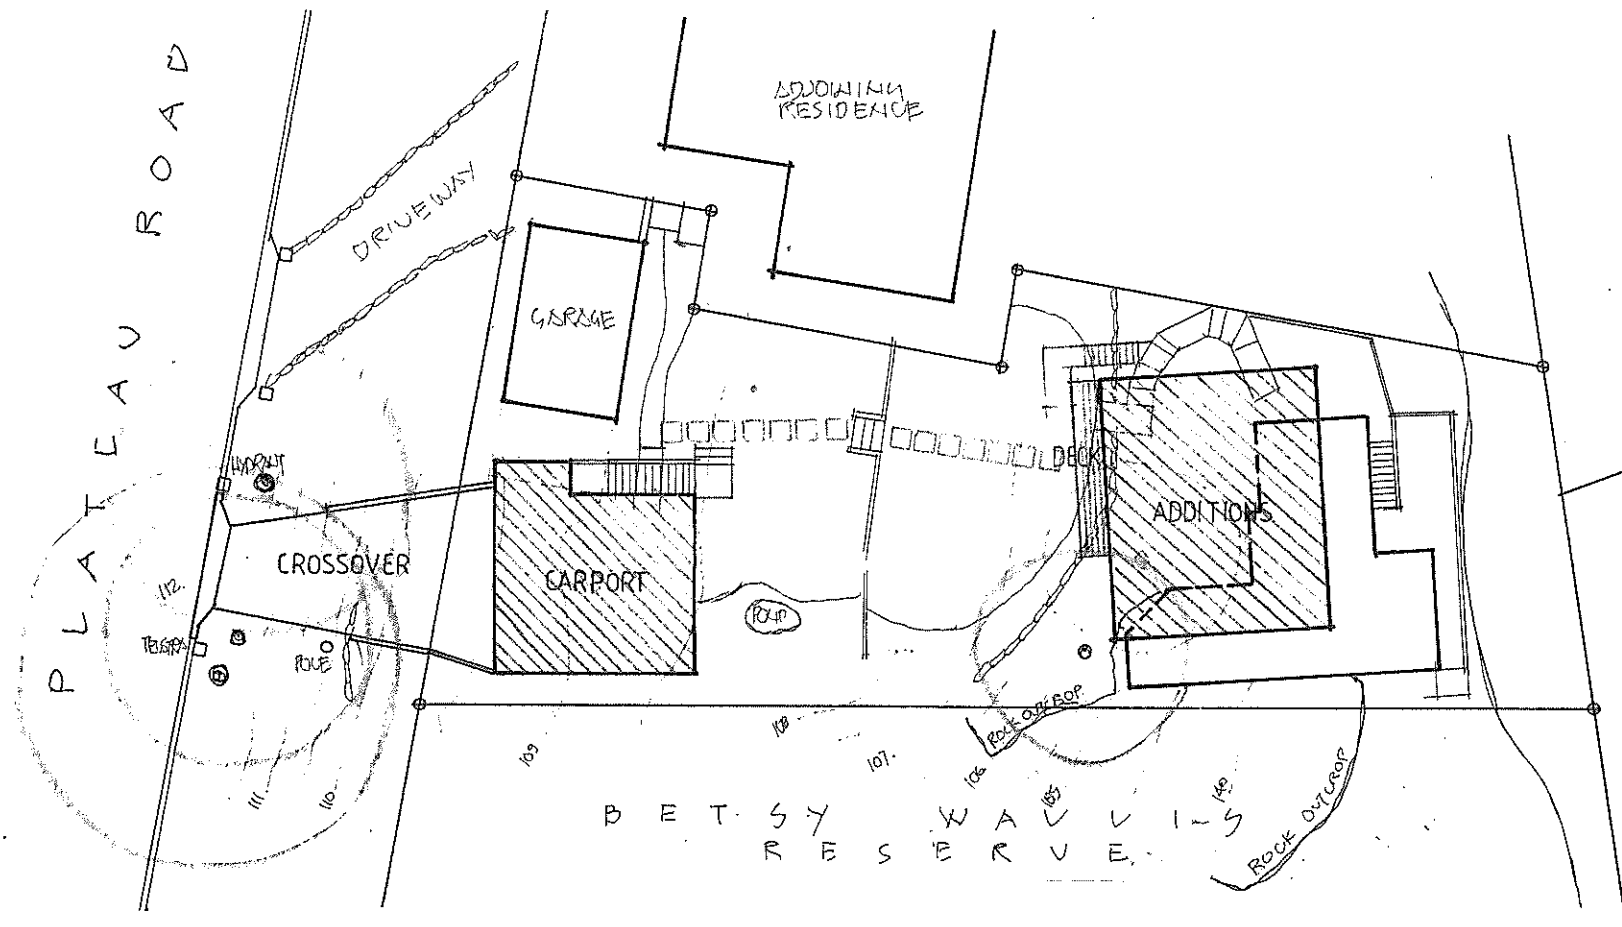 PLATEAU ROAD
ADJOINING
RESIDENCE
DRIVEWAY
GARAGE
HYDRANT
DECK
ADDITIONS
CROSSOVER
CARPORT
112.
TELSTRA
POLE
POND
ROCK OUTCROP
109
108
107.
106
111
110
105
ROCK OUTCROP
BETSY WALLIS
RESERVE